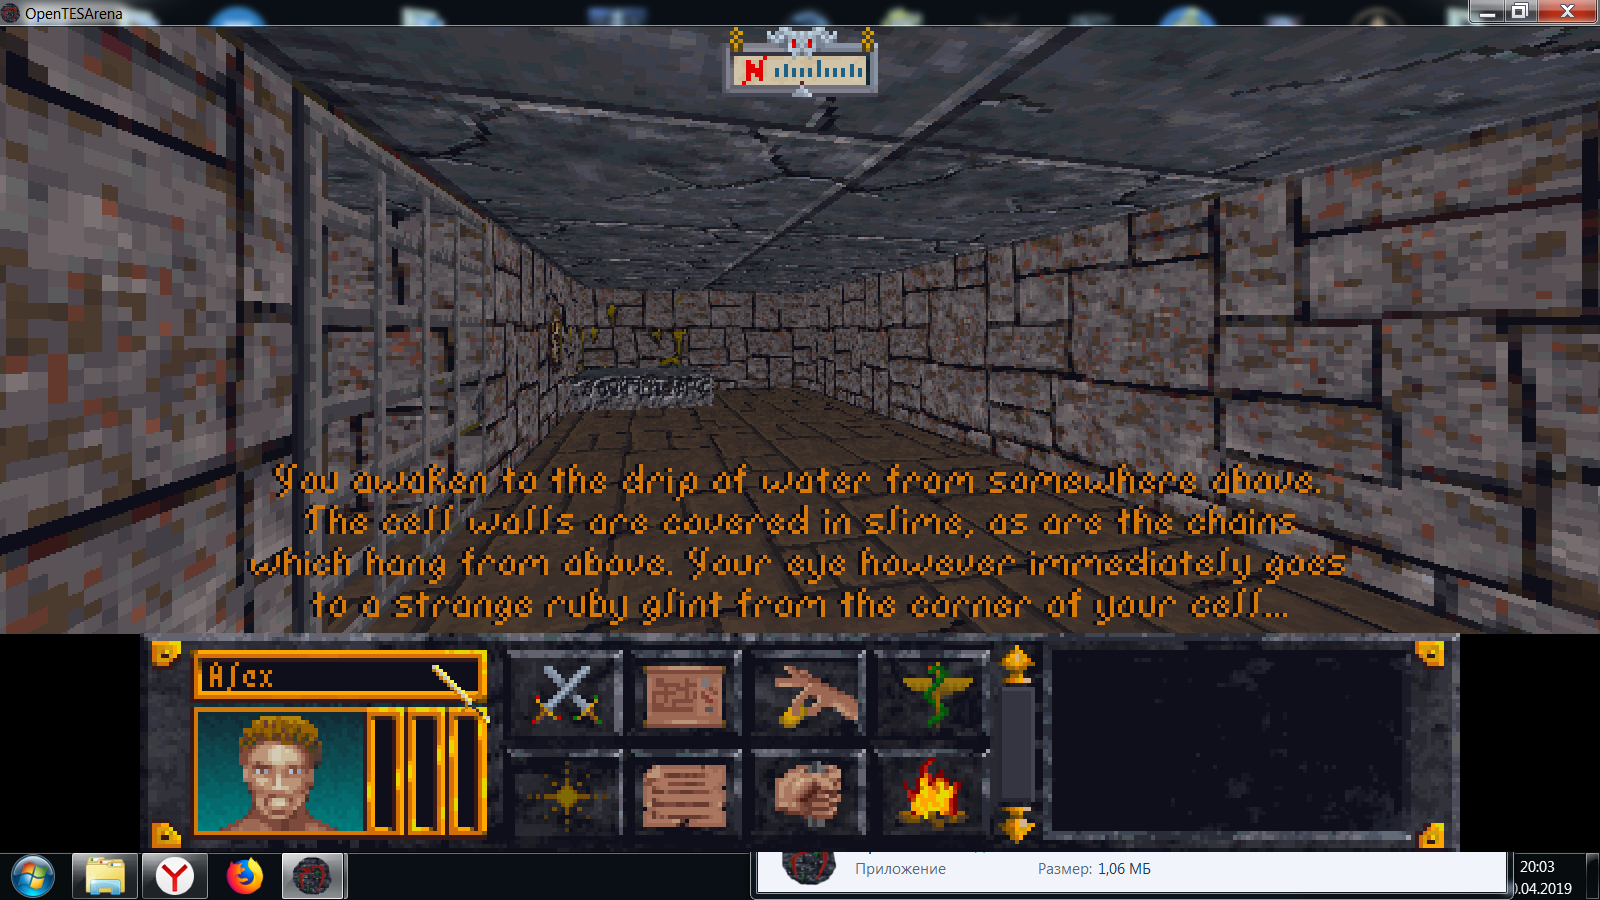 OpenTESArena
N
You awaken to the drip of water from somewhere above.
The cell walls are covered in slime, as are the chains
which hang from above. Your eye however immediately goes
to a strange ruby glint from the corner of your cell...
Alex
Приложение
Размер: 1,06 МБ
20:03
.04.2019